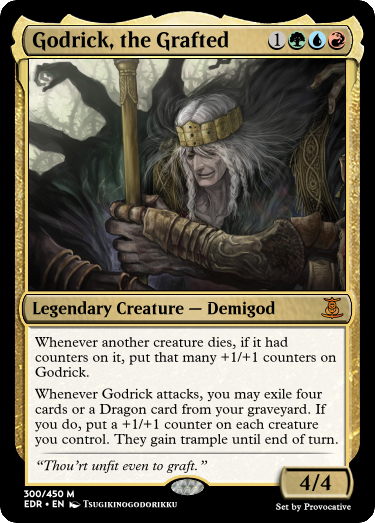 Godrick, the Grafted
1
Legendary Creature — Demigod
Whenever another creature dies, if it had
counters on it, put that many +1/+1 counters on
Godrick.
Whenever Godrick attacks, you may exile four
cards or a Dragon card from your graveyard. If
you do, put a +1/+1 counter on each creature
you control. They gain trample until end of turn.
“Thou’rt unfit even to graft.”
4/4
300/450 M
EDR • EN Tsugikinogodorikku
Set by Provocative